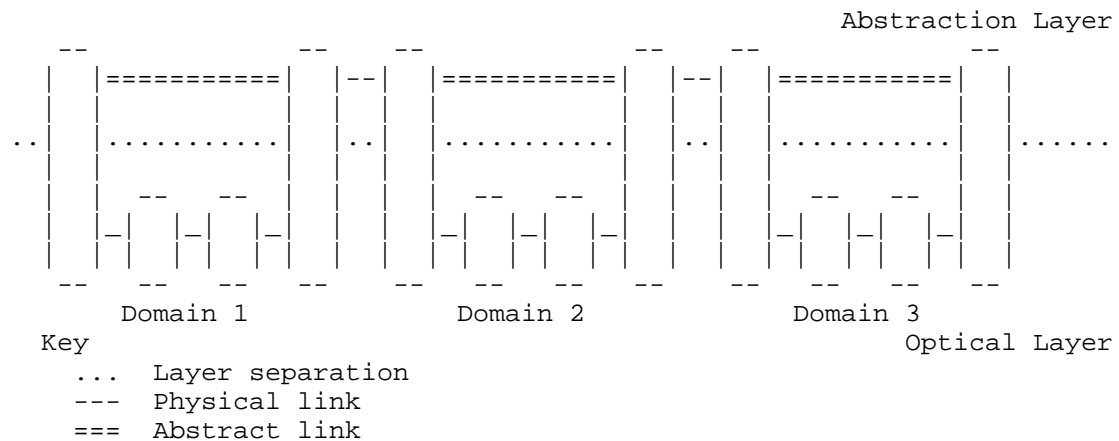 Abstraction Layer
Domain 1 Domain 2 Domain 3
Key Optical Layer
... Layer separation
--- Physical link
=== Abstract link